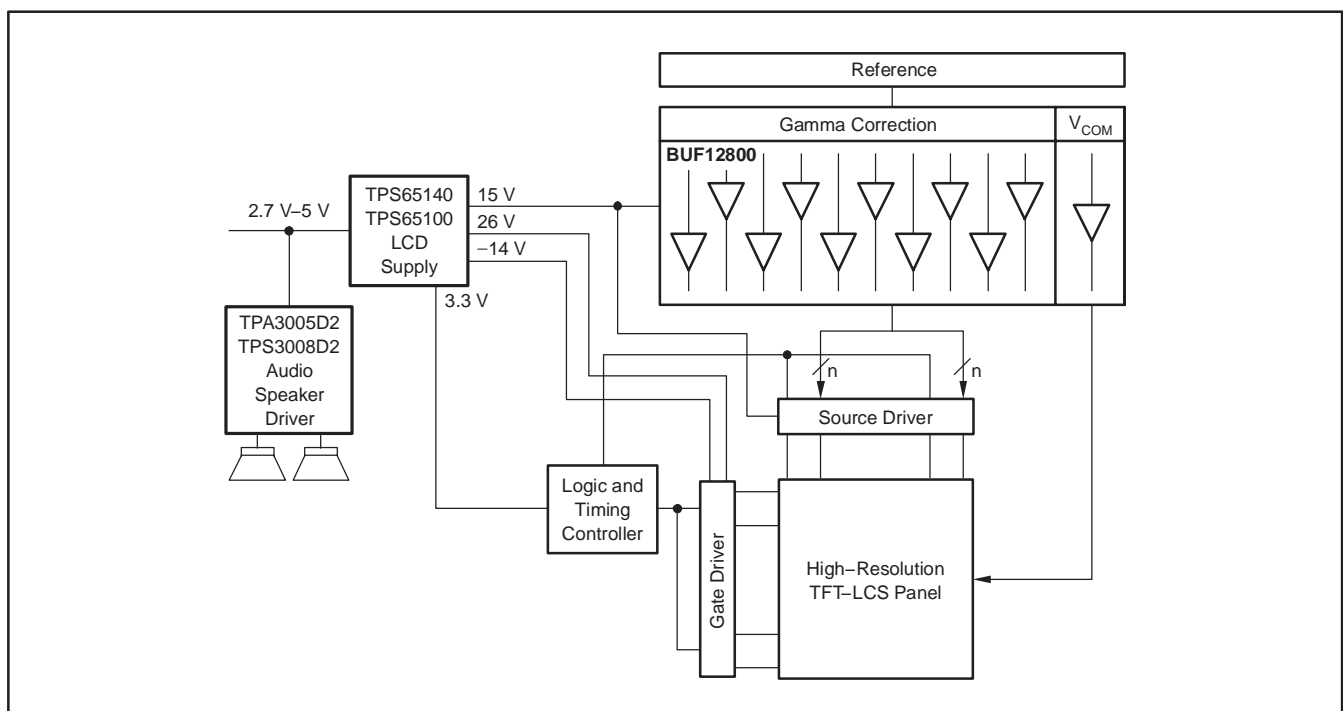 Reference
Gamma Correction
V_COM
BUF12800
2.7 V–5 V
TPS65140
TPS65100
LCD
Supply
15 V
26 V
−14 V
3.3 V
TPA3005D2
TPS3008D2
Audio
Speaker
Driver
n
n
Source Driver
Logic and
Timing
Controller
Gate Driver
High−Resolution
TFT−LCS Panel